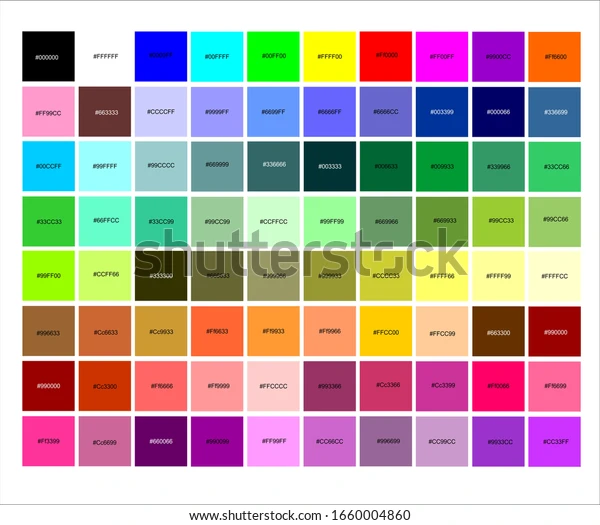 #000000 #FFFFFF #0000FF #00FFFF #00FF00 #FFFF00 #Ff0000 #FF00FF #9900CC #Ff6600
#FF99CC #663333 #CCCCFF #9999FF #6699FF #6666FF #6666CC #003399 #000066 #336699
#00CCFF #99FFFF #99CCCC #669999 #336666 #003333 #006633 #009933 #339966 #33CC66
#33CC33 #66FFCC #33CC99 #99CC99 #CCFFCC #99FF99 #669966 #669933 #99CC33 #99CC66
shutterstock
#99FF00 #CCFF66 #333300 #666633 #999966 #999933 #CCCC33 #FFFF66 #FFFF99 #FFFFCC
#996633 #Cc6633 #Cc9933 #Ff6633 #Ff9933 #Ff9966 #FFCC00 #FFCC99 #663300 #990000
#990000 #Cc3300 #Ff6666 #Ff9999 #FFCCCC #993366 #Cc3366 #Cc3399 #Ff0066 #Ff6699
#Ff3399 #Cc6699 #660066 #990099 #FF99FF #CC66CC #996699 #CC99CC #9933CC #CC33FF
shutterstock.com · 1660004860